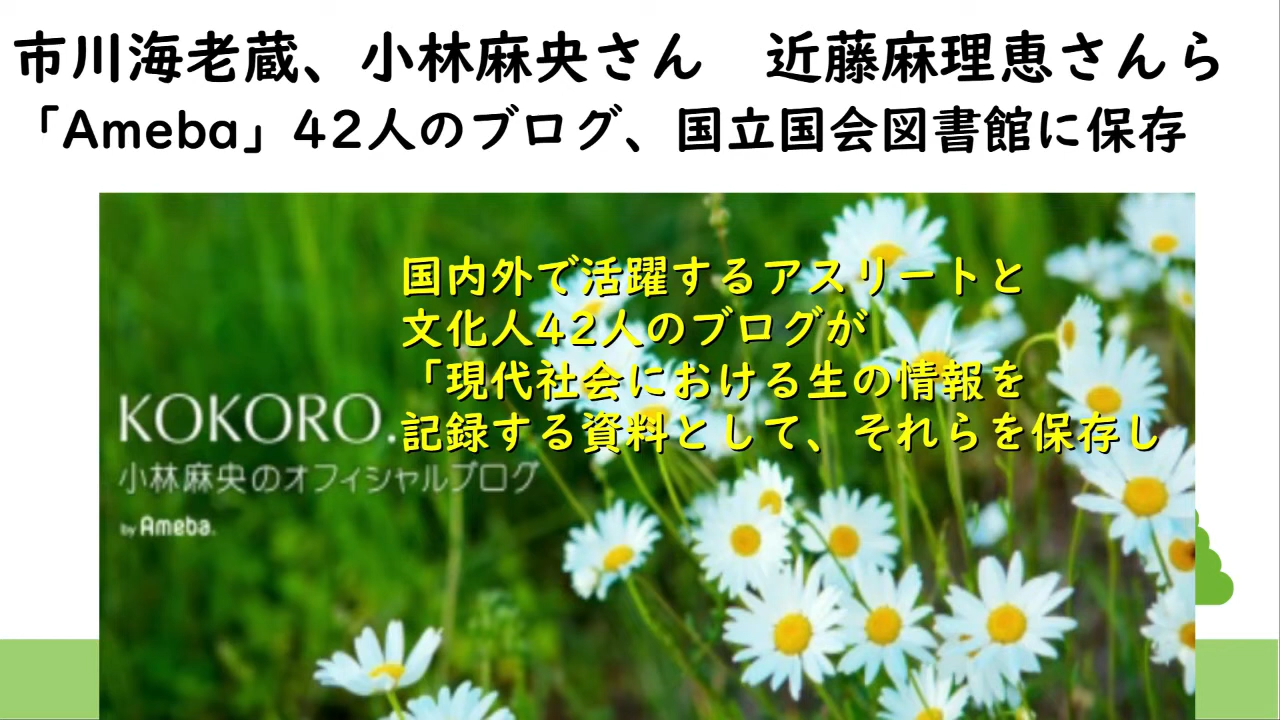 市川海老蔵、小林麻央さん　近藤麻理恵さんら
「Ameba」42人のブログ、国立国会図書館に保存
国内外で活躍するアスリートと
文化人42人のブログが
「現代社会における生の情報を
記録する資料として、それらを保存し
KOKORO.
小林麻央のオフィシャルブログ
by Ameba.